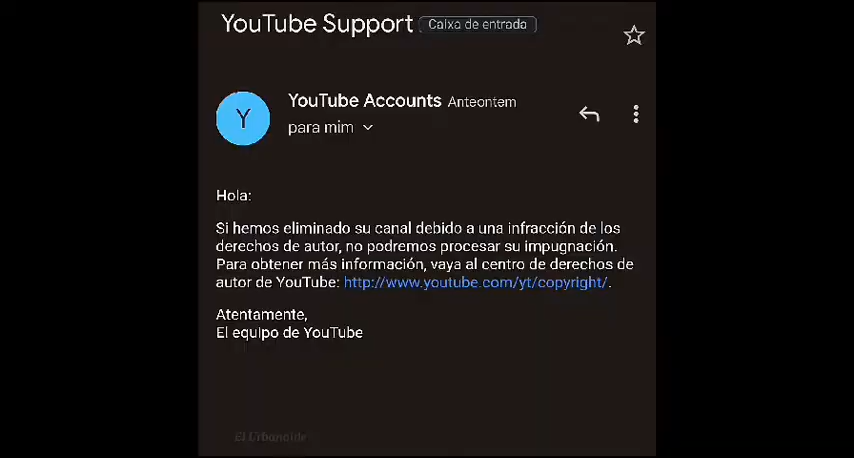 YouTube Support Caixa de entrada
Y
YouTube Accounts Anteontem
para mim
Hola:
Si hemos eliminado su canal debido a una infracción de los
derechos de autor, no podremos procesar su impugnación.
Para obtener más información, vaya al centro de derechos de
autor de YouTube: http://www.youtube.com/yt/copyright/.
Atentamente,
El equipo de YouTube
El Urbanoide